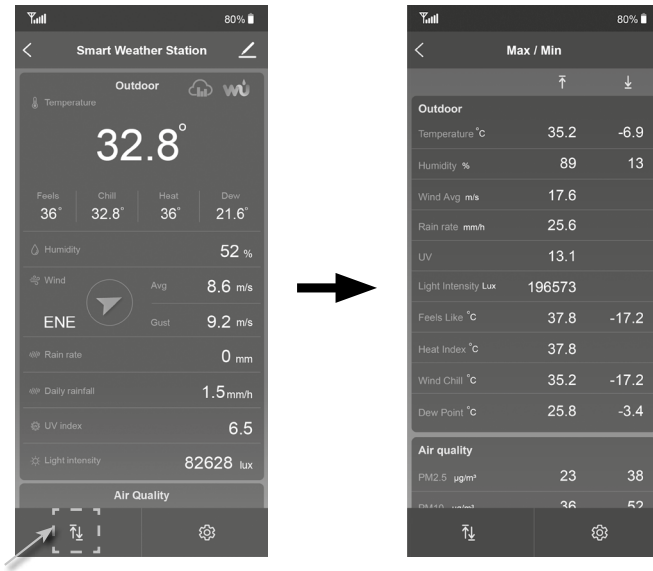 80%
Smart Weather Station
Outdoor
Temperature
32.8°
Feels Chill Heat Dew
36° 32.8° 36° 21.6°
Humidity 52 %
Wind Avg 8.6 m/s
ENE Gust 9.2 m/s
Rain rate 0 mm
Daily rainfall 1.5mm/h
UV index 6.5
Light intensity 82628 lux
Air Quality
80%
Max / Min
Outdoor
Temperature °C 35.2 -6.9
Humidity % 89 13
Wind Avg m/s 17.6
Rain rate mm/h 25.6
UV 13.1
Light Intensity Lux 196573
Feels Like °C 37.8 -17.2
Heat Index °C 37.8
Wind Chill °C 35.2 -17.2
Dew Point °C 25.8 -3.4
Air quality
PM2.5 µg/m³ 23 38
PM10 µg/m³ 36 52